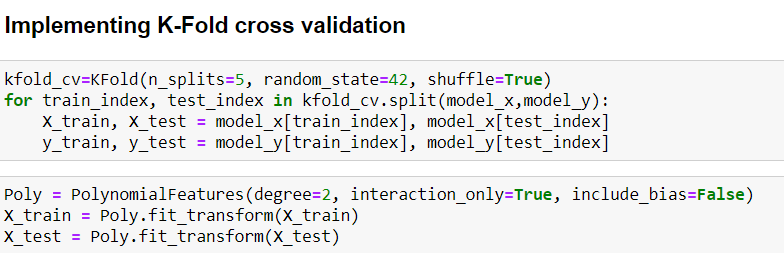 Implementing K-Fold cross validation
kfold_cv=KFold(n_splits=5, random_state=42, shuffle=True)
for train_index, test_index in kfold_cv.split(model_x,model_y):
    X_train, X_test = model_x[train_index], model_x[test_index]
    y_train, y_test = model_y[train_index], model_y[test_index]
Poly = PolynomialFeatures(degree=2, interaction_only=True, include_bias=False)
X_train = Poly.fit_transform(X_train)
X_test = Poly.fit_transform(X_test)